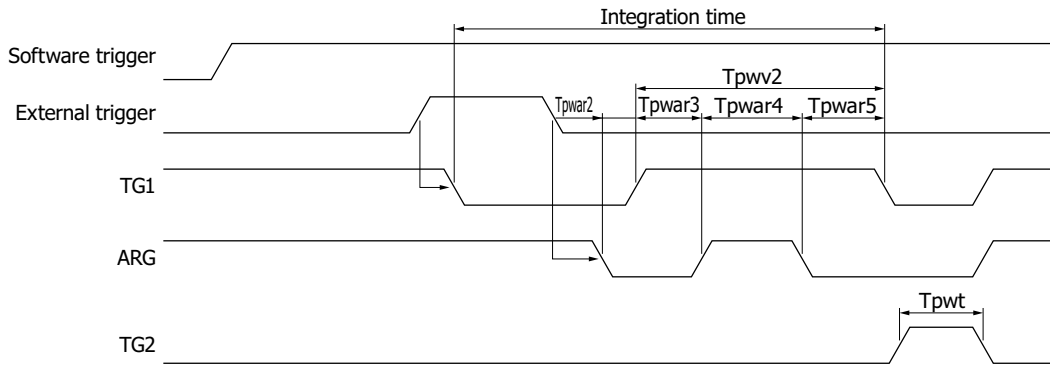 Integration time
Software trigger
Tpwv2
External trigger
Tpwar2
Tpwar3
Tpwar4
Tpwar5
TG1
ARG
Tpwt
TG2